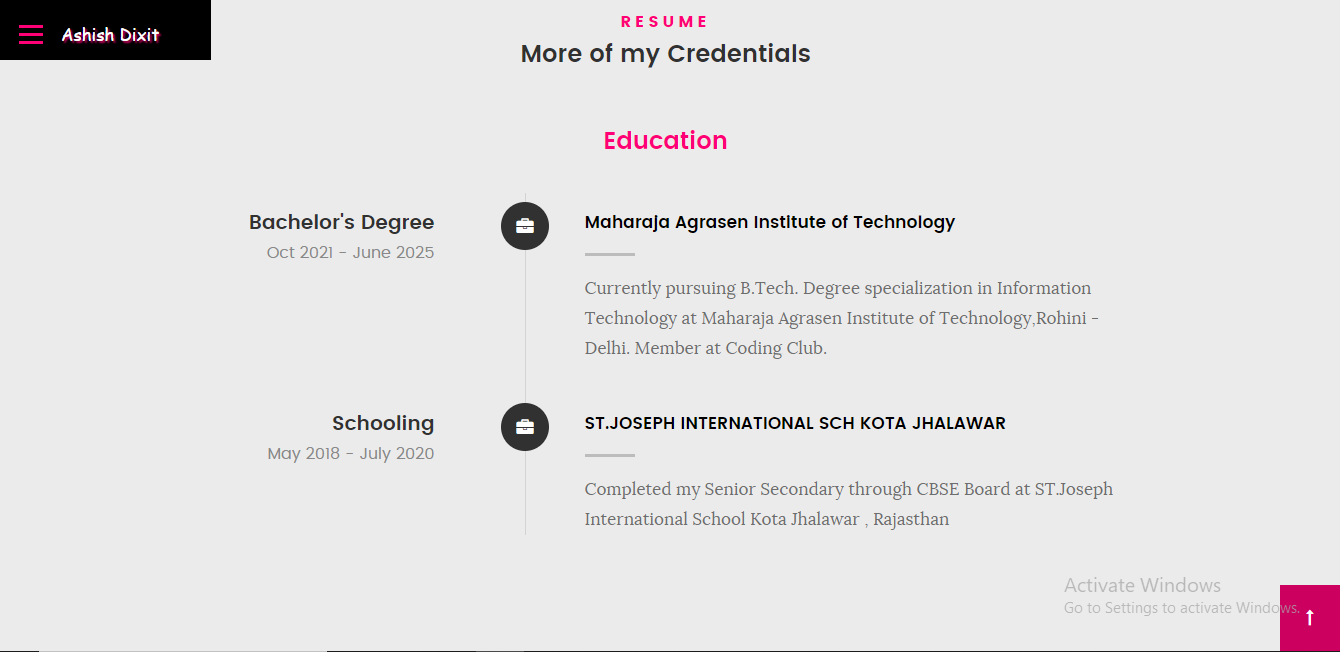 Ashish Dixit
RESUME
More of my Credentials
Education
Bachelor's Degree
Oct 2021 - June 2025
Maharaja Agrasen Institute of Technology
Currently pursuing B.Tech. Degree specialization in Information
Technology at Maharaja Agrasen Institute of Technology,Rohini -
Delhi. Member at Coding Club.
Schooling
May 2018 - July 2020
ST.JOSEPH INTERNATIONAL SCH KOTA JHALAWAR
Completed my Senior Secondary through CBSE Board at ST.Joseph
International School Kota Jhalawar , Rajasthan
Activate Windows
Go to Settings to activate Windows.